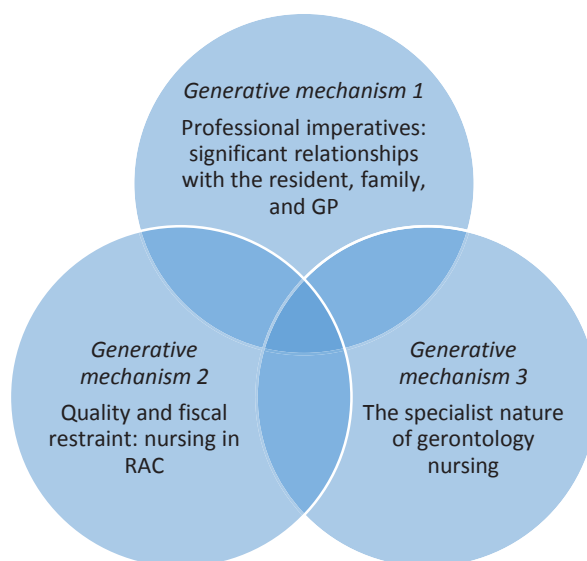 Generative mechanism 1
Professional imperatives:
significant relationships
with the resident, family,
and GP
Generative
mechanism 2
Quality and fiscal
restraint: nursing in
RAC
Generative
mechanism 3
The specialist nature
of gerontology
nursing